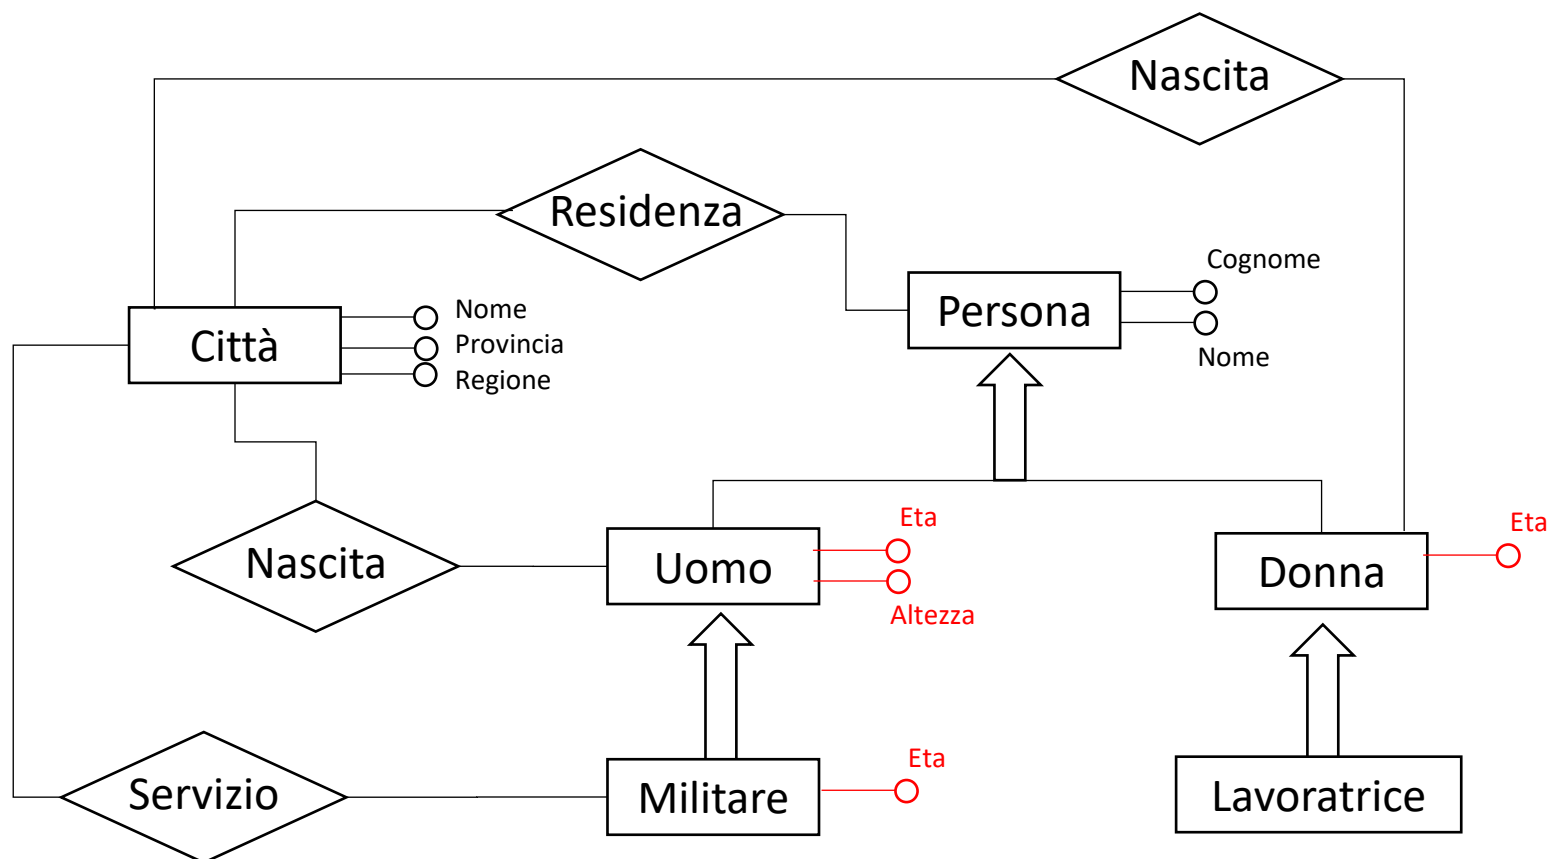 Nascita
Residenza
Cognome
Persona
Nome
Città
Nome
Provincia
Regione
Nascita
Uomo
Eta
Altezza
Donna
Eta
Servizio
Militare
Eta
Lavoratrice